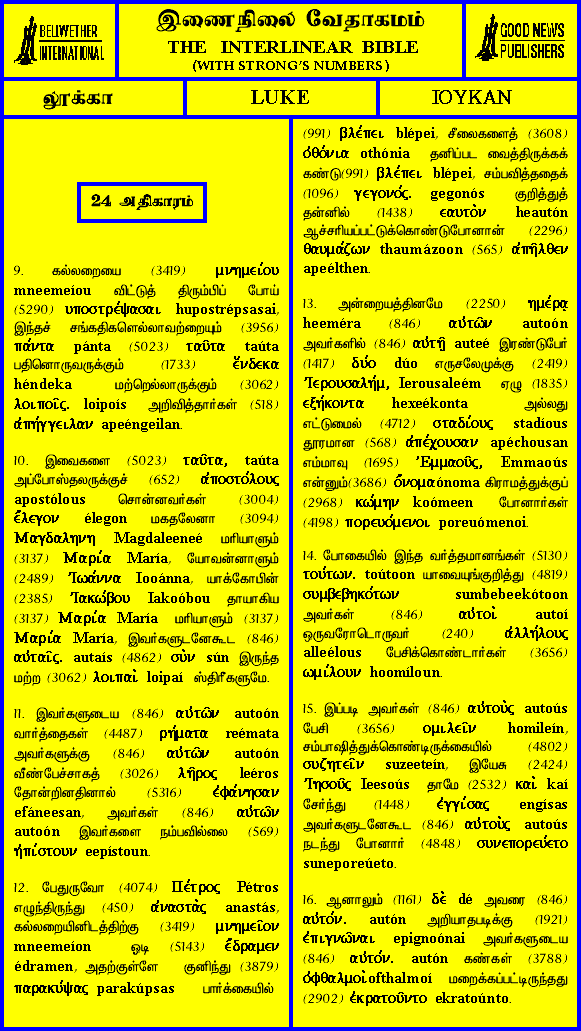 BELLWETHER
INTERNATIONAL
இணைநிலை வேதாகமம்
THE INTERLINEAR BIBLE
(WITH STRONG'S NUMBERS)
GOOD NEWS
PUBLISHERS
லூக்கா
LUKE
ΙΟΥΚΑΝ
24 அதிகாரம்
9. கல்லறையை (3419) μνημείου
mneemeíou விட்டுத் திரும்பிப் போய்
(5290) υποστρέψασαι hupostrépsasai,
இந்தச் சங்கதிகளெல்லாவற்றையும் (3956)
πάντα pánta (5023) ταῦτα taúta
பதினொருவருக்கும் (1733) ἕνδεκα
héndeka மற்றெல்லாருக்கும் (3062)
λοιποῖς. loipoís அறிவித்தார்கள் (518)
ἀπήγγειλαν apeéngeilan.
10. இவைகளை (5023) ταῦτα, taúta
அப்போஸ்தலருக்குச் (652) ἀποστόλους
apostólous சொன்னவர்கள் (3004)
ἔλεγον élegon மகதலேனா (3094)
Μαγδαληνη Magdaleeneé மரியாளும்
(3137) Μαρία María, யோவன்னாளும்
(2489) Ἰωάννα Iooánna, யாக்கோபின்
(2385) Ἰακώβου Iakoóbou தாயாகிய
(3137) Μαρία María மரியாளும் (3137)
Μαρία María, இவர்களுடனேகூட (846)
αὐταῖς. autaís (4862) σὺν sún இருந்த
மற்ற (3062) λοιπαὶ loipaí ஸ்திரீகளுமே.
11. இவர்களுடைய (846) αὐτῶν autoón
வார்த்தைகள் (4487) ρήματα reémata
அவர்களுக்கு (846) αὐτῶν autoón
வீண்பேச்சாகத் (3026) λῆρος leéros
தோன்றினதினால் (5316) ἐφάνησαν
efáneesan, அவர்கள் (846) αὐτῶν
autoón இவர்களை நம்பவில்லை (569)
ἠπίστουν eepístoun.
12. பேதுருவோ (4074) Πέτρος Pétros
எழுந்திருந்து (450) ἀναστὰς anastás,
கல்லறையினிடத்திற்கு (3419) μνημεῖον
mneemeíon ஓடி (5143) ἔδραμεν
édramen, அதற்குள்ளே குனிந்து (3879)
παρακύψας parakúpsas பார்க்கையில்
(991) βλέπει blépei, சீலைகளைத் (3608)
ὀθόνια othónia தனிப்பட வைத்திருக்கக்
கண்டு(991) βλέπει blépei, சம்பவித்ததைக்
(1096) γεγονός. gegonós குறித்துத்
தன்னில் (1438) εαυτὸν heautón
ஆச்சரியப்பட்டுக்கொண்டுபோனான் (2296)
θαυμάζων thaumázoon (565) ἀπῆλθεν
apeélthen.
13. அன்றையத்தினமே (2250) ημέρᾳ
heeméra (846) αὐτῶν autoón
அவர்களில் (846) αὐτῇ auteé இரண்டுபேர்
(1417) δύο dúo எருசலேமுக்கு (2419)
Ἰερουσαλήμ, Ierousaleém ஏழு (1835)
εξήκοντα hexeékonta அல்லது
எட்டுமைல் (4712) σταδίους stadíous
தூரமான (568) ἀπέχουσαν apéchousan
எம்மாவு (1695) Ἐμμαοῦς, Emmaoús
என்னும்(3686) ὄνομαónoma கிராமத்துக்குப்
(2968) κώμην koómeen போனார்கள்
(4198) πορευόμενοι poreuómenoi.
14. போகையில் இந்த வர்த்தமானங்கள் (5130)
τούτων. toútoon யாவையுங்குறித்து (4819)
συμβεβηκότων sumbebeekótoon
அவர்கள் (846) αὐτοὶ autoí
ஒருவரோடொருவர் (240) ἀλλήλους
alleélous பேசிக்கொண்டார்கள் (3656)
ωμίλουν hoomíloun.
15. இப்படி அவர்கள் (846) αὐτοὺς autoús
பேசி (3656) ομιλεῖν homileín,
சம்பாஷித்துக்கொண்டிருக்கையில் (4802)
συζητεῖν suzeeteín, இயேசு (2424)
Ἰησοῦς Ieesoús தாமே (2532) καὶ kaí
சேர்ந்து (1448) ἐγγίσας engísas
அவர்களுடனேகூட (846) αὐτοὺς autoús
நடந்து போனார் (4848) συνεπορεύετο
suneporeúeto.
16. ஆனாலும் (1161) δὲ dé அவரை (846)
αὐτόν. autón அறியாதபடிக்கு (1921)
ἐπιγνῶναι epignoónai அவர்களுடைய
(846) αὐτόν. autón கண்கள் (3788)
ὀφθαλμοὶofthalmoí மறைக்கப்பட்டிருந்தது
(2902) ἐκρατοῦντο ekratoúnto.